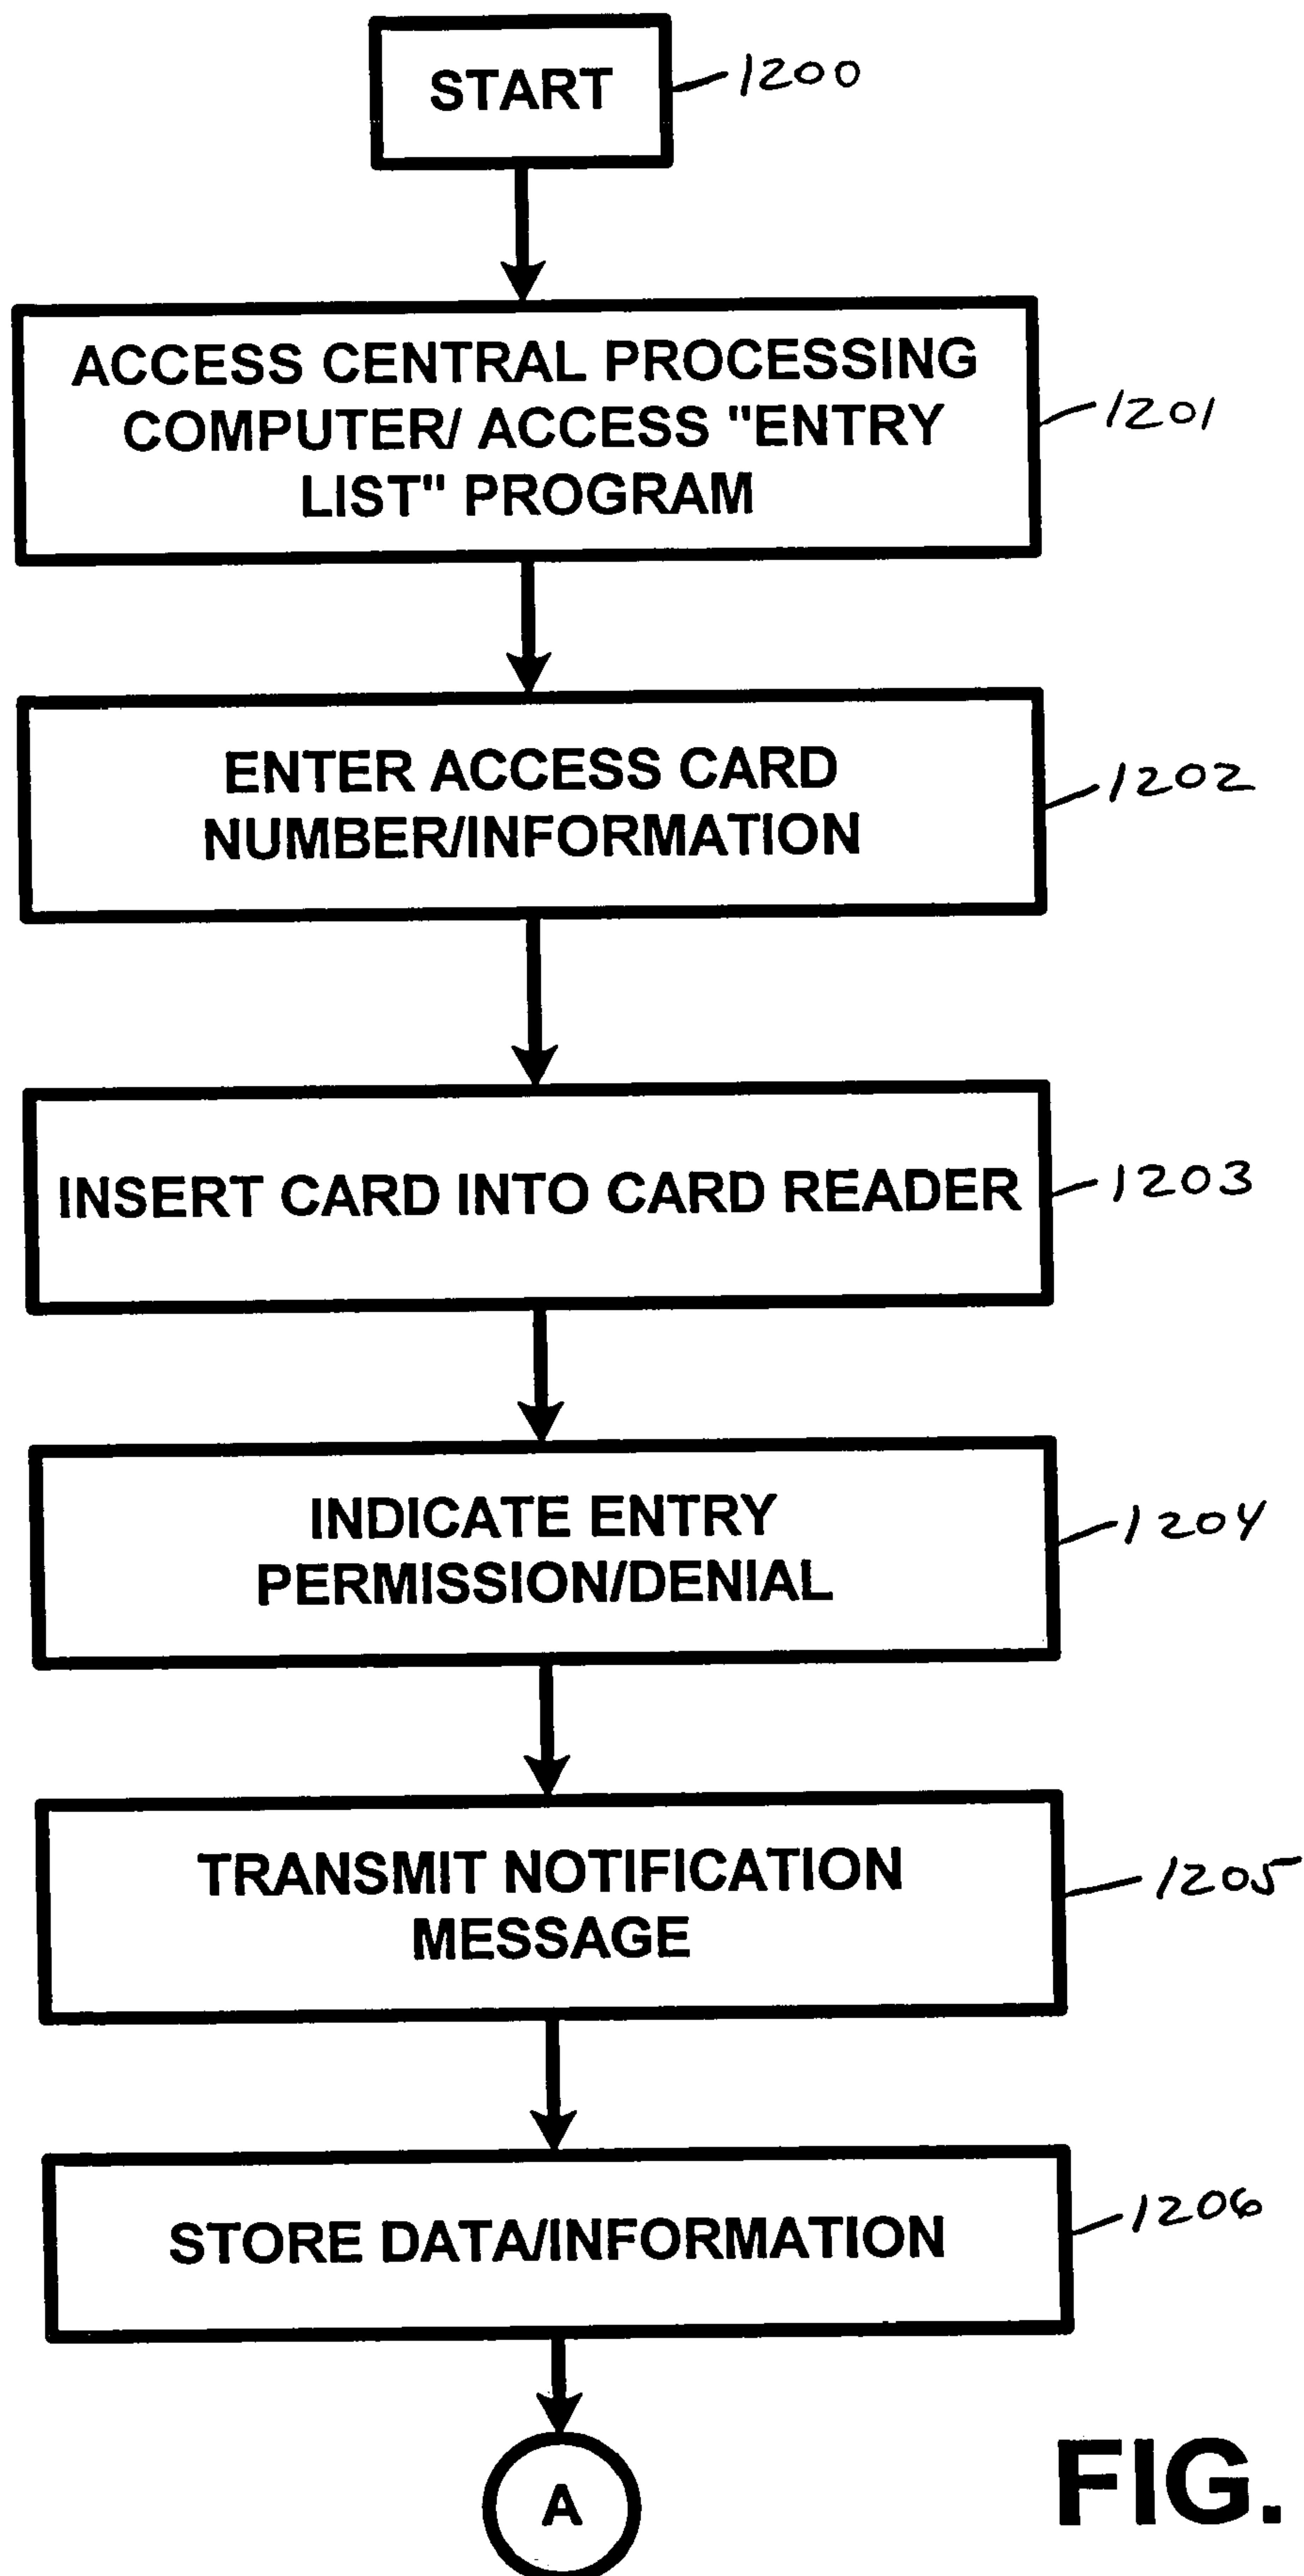 START
1200
ACCESS CENTRAL PROCESSING
COMPUTER/ ACCESS "ENTRY
LIST" PROGRAM
1201
ENTER ACCESS CARD
NUMBER/INFORMATION
1202
INSERT CARD INTO CARD READER
1203
INDICATE ENTRY
PERMISSION/DENIAL
1204
TRANSMIT NOTIFICATION
MESSAGE
1205
STORE DATA/INFORMATION
1206
A
FIG.